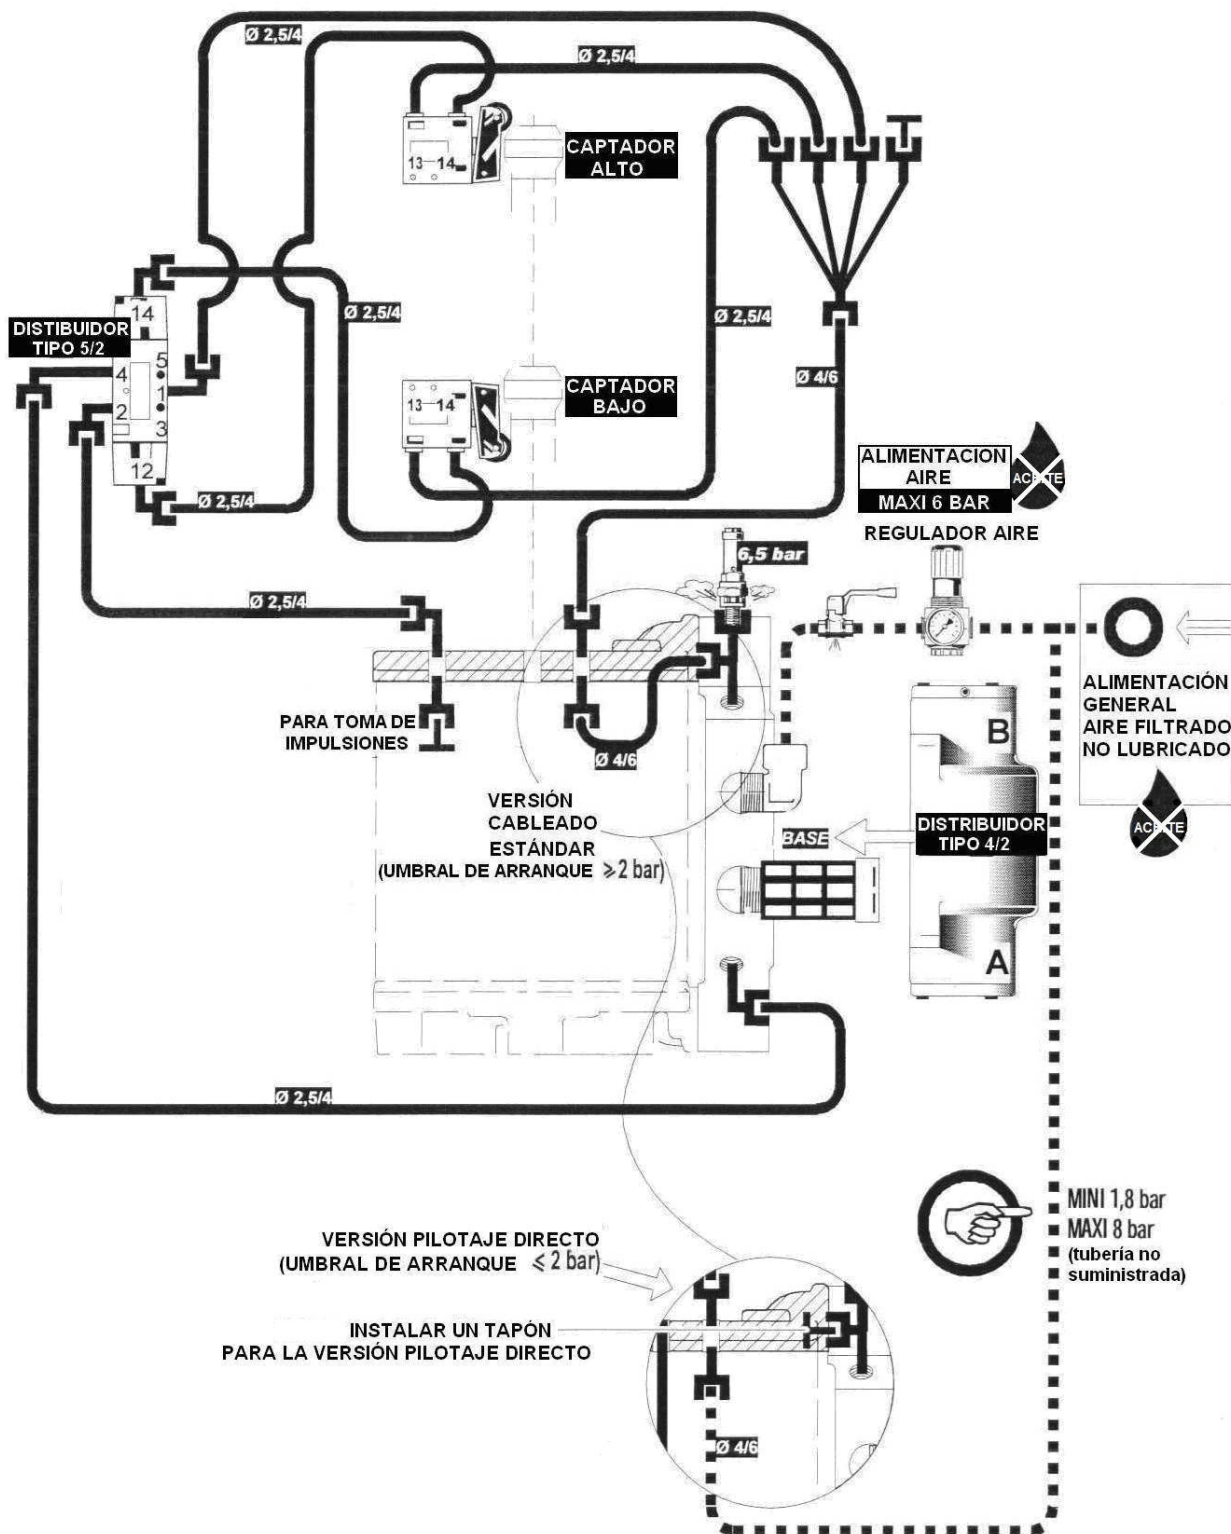 Ø 2,5/4
Ø 2,5/4
Ø 2,5/4
CAPTADOR
ALTO
13 14
14
DISTIBUIDOR
TIPO 5/2
5
4
1
2
3
12
Ø 2,5/4
Ø 2,5/4
Ø 4/6
CAPTADOR
BAJO
13 14
Ø 2,5/4
ALIMENTACION
AIRE
MAXI 6 BAR
ACEITE
REGULADOR AIRE
6,5 bar
Ø 2,5/4
PARA TOMA DE
IMPULSIONES
Ø 4/6
ALIMENTACIÓN
GENERAL
AIRE FILTRADO
NO LUBRICADO
ACEITE
B
VERSIÓN
CABLEADO
ESTÁNDAR
(UMBRAL DE ARRANQUE ⩾ 2 bar)
BASE
DISTRIBUIDOR
TIPO 4/2
A
Ø 2,5/4
MINI 1,8 bar
MAXI 8 bar
(tubería no
suministrada)
VERSIÓN PILOTAJE DIRECTO
(UMBRAL DE ARRANQUE ⩽ 2 bar)
INSTALAR UN TAPÓN
PARA LA VERSIÓN PILOTAJE DIRECTO
Ø 4/6